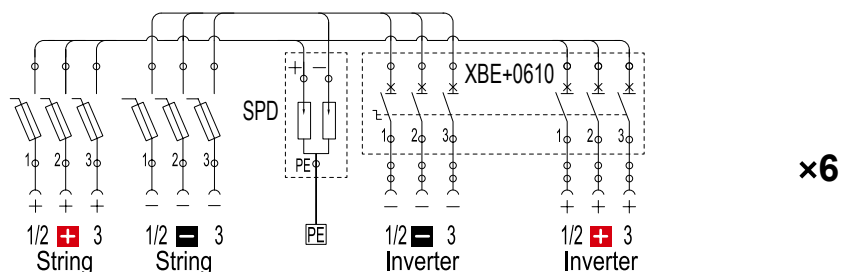 XBE+0610
+ −
SPD
1 2 3 1 2 3 PE 1 2 3 1 2 3
×6
+ + + − − − − − − + + +
PE
1/2 + 3 1/2 − 3 1/2 − 3 1/2 + 3
String String Inverter Inverter